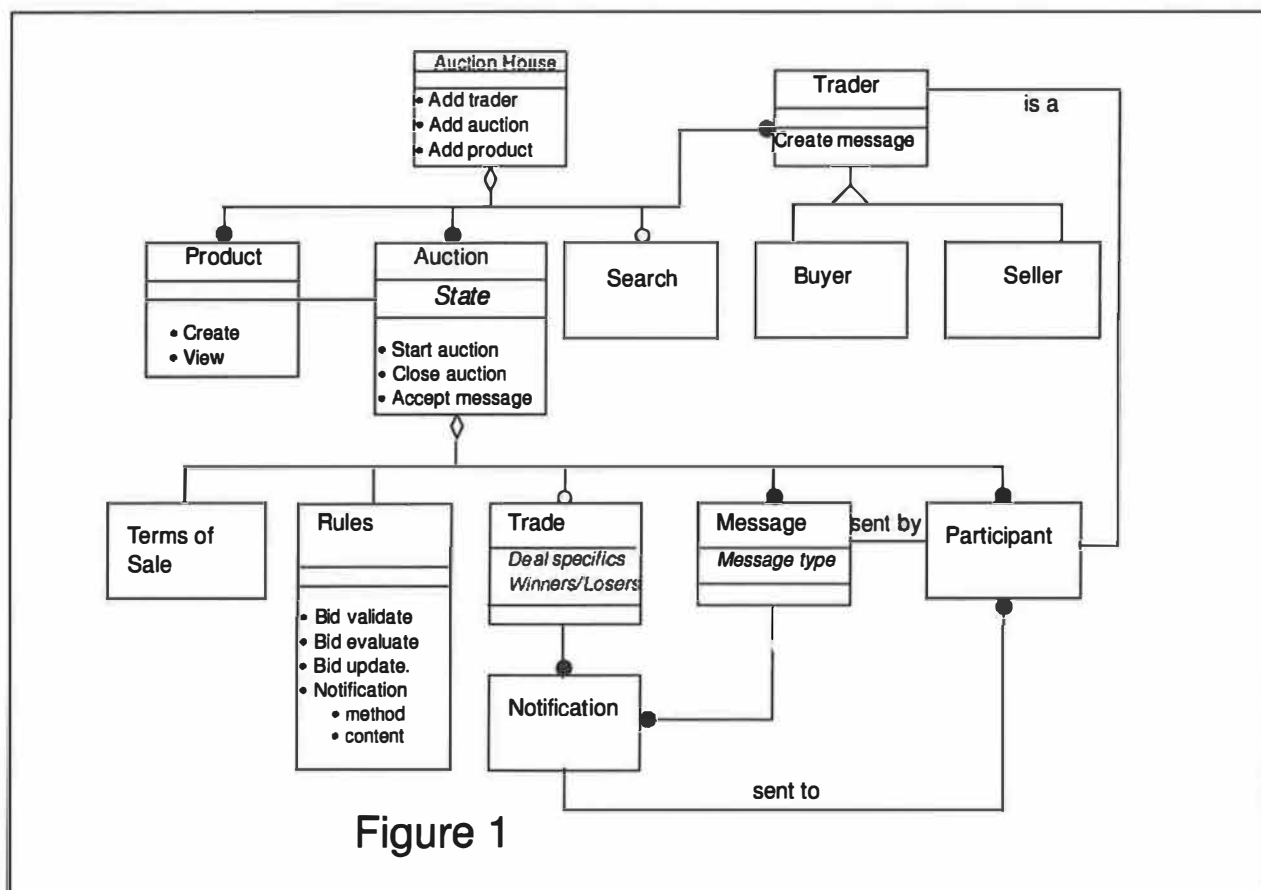 Auction House
• Add trader
• Add auction
• Add product
Trader
Create message
is a
Product
• Create
• View
Auction
State
• Start auction
• Close auction
• Accept message
Search
Buyer
Seller
Terms of
Sale
Rules
• Bid validate
• Bid evaluate
• Bid update.
• Notification
• method
• content
Trade
Deal specifics
Winners/Losers
Message
Message type
sent by
Participant
Notification
sent to
Figure 1